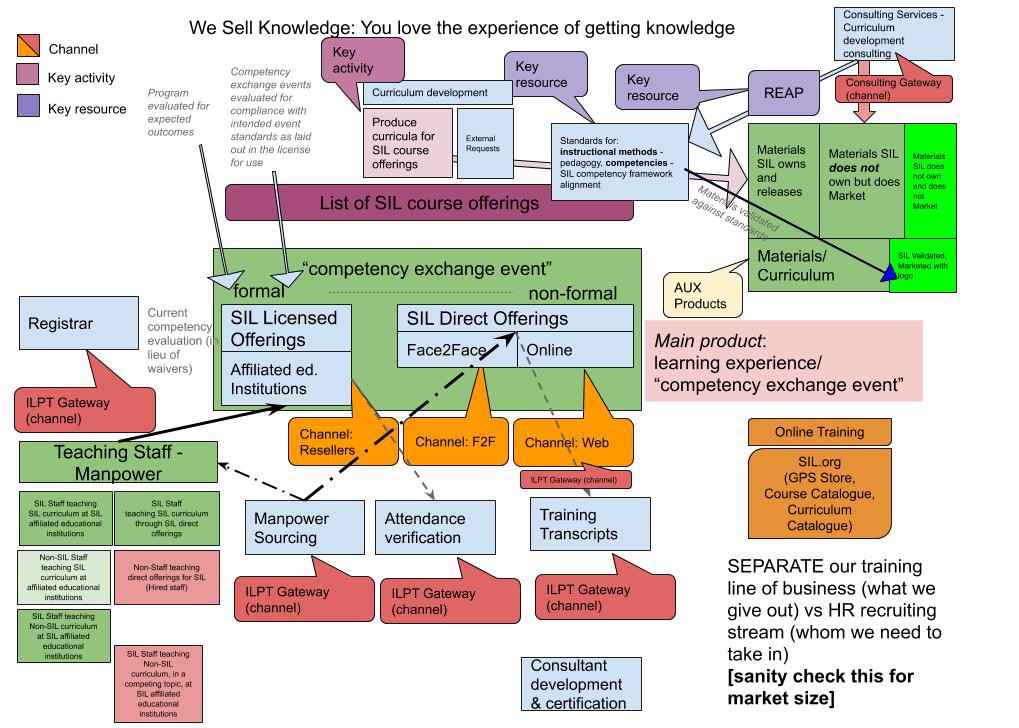 We Sell Knowledge: You love the experience of getting knowledge
Channel
Key activity
Key resource
Program
evaluated for
expected
outcomes
Competency
exchange events
evaluated for
compliance with
intended event
standards as laid
out in the license
for use
Key
activity
Curriculum development
Produce
curricula for
SIL course
offerings
External
Requests
Key
resource
Key
resource
REAP
Consulting Services -
Curriculum
development
consulting
Consulting Gateway
(channel)
Standards for:
instructional methods -
pedagogy, competencies -
SIL competency framework
alignment
Materials
SIL owns
and
releases
Materials SIL
does not
own but does
Market
Materials
SIL does
not own
and does
not
Market
Materials validated
against standards
Materials/
Curriculum
SIL Validated,
Marketed with
logo
List of SIL course offerings
AUX
Products
“competency exchange event”
formal
non-formal
SIL Licensed
Offerings
Affiliated ed.
Institutions
SIL Direct Offerings
Face2Face
Online
Main product:
learning experience/
“competency exchange event”
Registrar
Current
competency
evaluation (in
lieu of
waivers)
ILPT Gateway
(channel)
Channel:
Resellers
Channel: F2F
Channel: Web
ILPT Gateway (channel)
Teaching Staff -
Manpower
SIL Staff teaching
SIL curriculum at SIL
affiliated educational
institutions
SIL Staff
teaching SIL curriculum
through SIL direct
offerings
Non-SIL Staff
teaching SIL
curriculum at
affiliated educational
institutions
Non-Staff teaching
direct offerings for SIL
(Hired staff)
SIL Staff teaching
Non-SIL curriculum
at SIL affiliated
educational
institutions
SIL Staff teaching
Non-SIL
curriculum, in a
competing topic, at
SIL affiliated
educational
institutions
Manpower
Sourcing
ILPT Gateway
(channel)
Attendance
verification
ILPT Gateway
(channel)
Training
Transcripts
ILPT Gateway
(channel)
Consultant
development
& certification
Online Training
SIL.org
(GPS Store,
Course Catalogue,
Curriculum
Catalogue)
SEPARATE our training
line of business (what we
give out) vs HR recruiting
stream (whom we need to
take in)
[sanity check this for
market size]